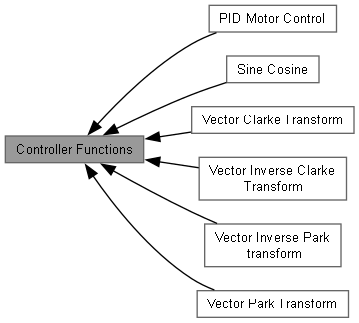 PID Motor Control
Sine Cosine
Vector Clarke Transform
Controller Functions
Vector Inverse Clarke
Transform
Vector Inverse Park
transform
Vector Park Transform